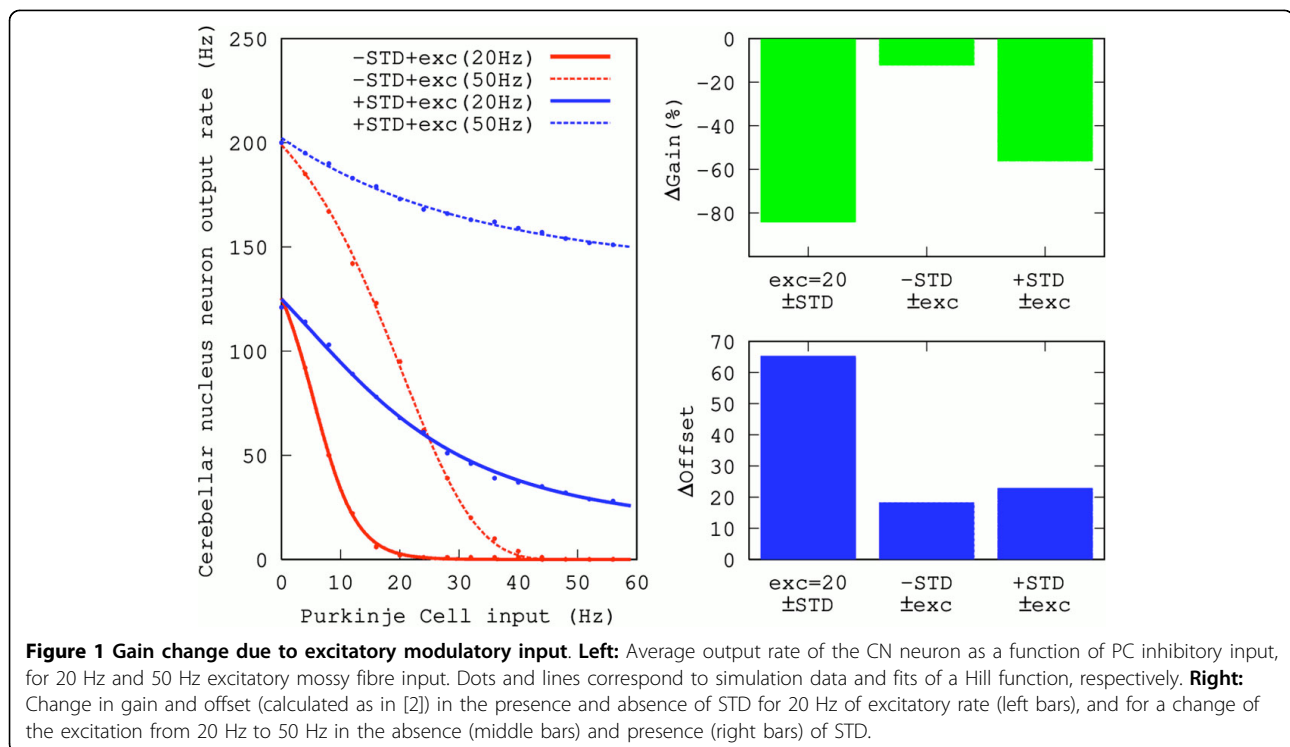 Cerebellar nucleus neuron output rate (Hz)
250
200
150
100
50
0
−STD+exc(20Hz)
−STD+exc(50Hz)
+STD+exc(20Hz)
+STD+exc(50Hz)
0 10 20 30 40 50 60
Purkinje Cell input (Hz)
ΔGain(%)
0
−20
−40
−60
−80
exc=20 −STD +STD
±STD ±exc ±exc
ΔOffset
70
60
50
40
30
20
10
0
exc=20 −STD +STD
±STD ±exc ±exc
Figure 1 Gain change due to excitatory modulatory input. Left: Average output rate of the CN neuron as a function of PC inhibitory input,
for 20 Hz and 50 Hz excitatory mossy fibre input. Dots and lines correspond to simulation data and fits of a Hill function, respectively. Right:
Change in gain and offset (calculated as in [2]) in the presence and absence of STD for 20 Hz of excitatory rate (left bars), and for a change of
the excitation from 20 Hz to 50 Hz in the absence (middle bars) and presence (right bars) of STD.